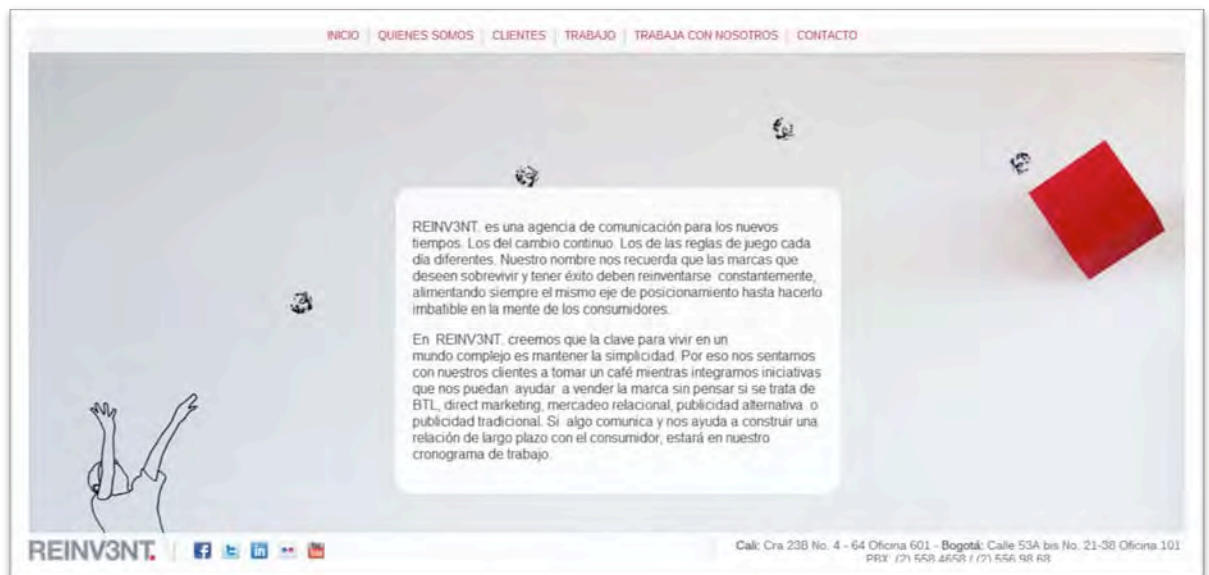 INICIO | QUIENES SOMOS | CLIENTES | TRABAJO | TRABAJA CON NOSOTROS | CONTACTO
REINV3NT. es una agencia de comunicación para los nuevos
tiempos. Los del cambio continuo. Los de las reglas de juego cada
día diferentes. Nuestro nombre nos recuerda que las marcas que
deseen sobrevivir y tener éxito deben reinventarse constantemente,
alimentando siempre el mismo eje de posicionamiento hasta hacerlo
imbatible en la mente de los consumidores.
En REINV3NT. creemos que la clave para vivir en un
mundo complejo es mantener la simplicidad. Por eso nos sentamos
con nuestros clientes a tomar un café mientras integramos iniciativas
que nos puedan ayudar a vender la marca sin pensar si se trata de
BTL, direct marketing, mercadeo relacional, publicidad alternativa o
publicidad tradicional. Si algo comunica y nos ayuda a construir una
relación de largo plazo con el consumidor, estará en nuestro
cronograma de trabajo.
REINV3NT.
Cali: Cra 23B No. 4 - 64 Oficina 601 - Bogotá: Calle 53A bis No. 21-38 Oficina 101
PBX: (2) 558 4658 / (2) 556 98 68